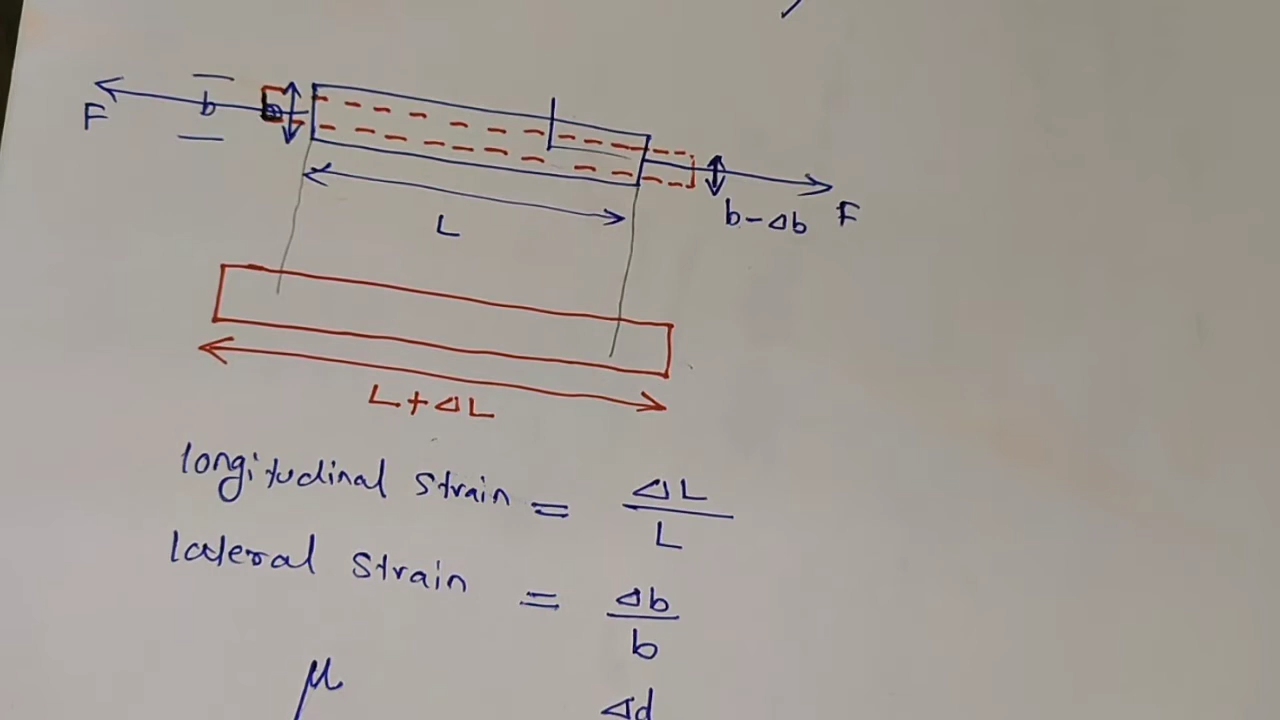 F b b
b-Δb F
L
L+ΔL
longitudinal strain = ΔL/L
lateral strain = Δb/b
μ Δd